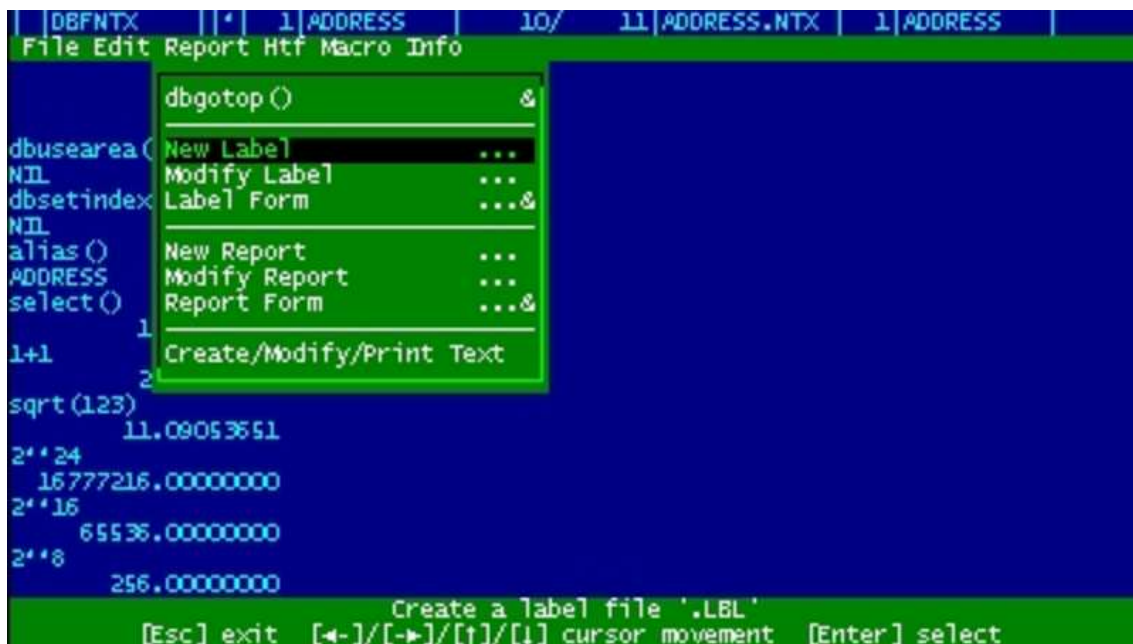 | |DBFNTX | |*| 1|ADDRESS | 10/ 11|ADDRESS.NTX | 1|ADDRESS |
File Edit Report Htf Macro Info
dbgotop() &
dbusearea( New Label ...
NIL Modify Label ...
dbsetindex Label Form ...&
NIL
alias() New Report ...
ADDRESS Modify Report ...
select() Report Form ...&
1
1+1 Create/Modify/Print Text
2
sqrt(123)
11.09053651
2**24
16777216.00000000
2**16
65536.00000000
2**8
256.00000000
Create a label file '.LBL'
[Esc] exit [◄-]/[-►]/[↑]/[↓] cursor movement [Enter] select